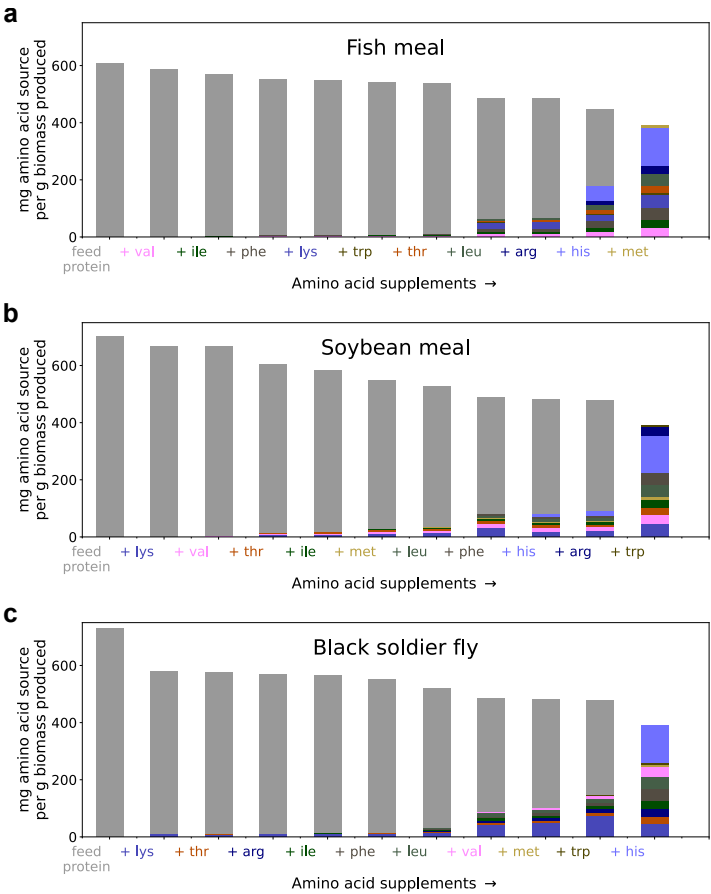 a
Fish meal
mg amino acid source
per g biomass produced
600
400
200
0
feed
protein
+ val
+ ile
+ phe
+ lys
+ trp
+ thr
+ leu
+ arg
+ his
+ met
Amino acid supplements →
b
Soybean meal
mg amino acid source
per g biomass produced
600
400
200
0
feed
protein
+ lys
+ val
+ thr
+ ile
+ met
+ leu
+ phe
+ his
+ arg
+ trp
Amino acid supplements →
c
Black soldier fly
mg amino acid source
per g biomass produced
600
400
200
0
feed
protein
+ lys
+ thr
+ arg
+ ile
+ phe
+ leu
+ val
+ met
+ trp
+ his
Amino acid supplements →